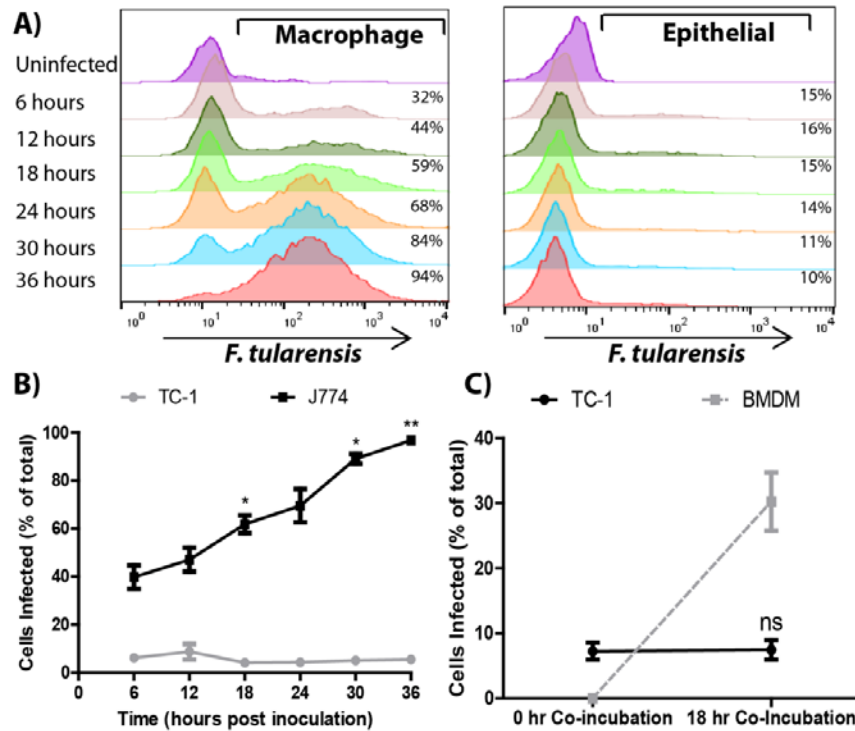 A)
Macrophage
Epithelial
Uninfected
6 hours
12 hours
18 hours
24 hours
30 hours
36 hours
32%
44%
59%
68%
84%
94%
15%
16%
15%
14%
11%
10%
10⁰ 10¹ 10² 10³ 10⁴
10⁰ 10¹ 10² 10³ 10⁴
F. tularensis
F. tularensis
B)
TC-1 J774
Cells Infected (% of total)
100
80
60
40
20
0
* * **
0 6 12 18 24 30 36
Time (hours post inoculation)
C)
TC-1 BMDM
Cells Infected (% of total)
40
30
20
10
0
ns
0 hr Co-incubation 18 hr Co-Incubation